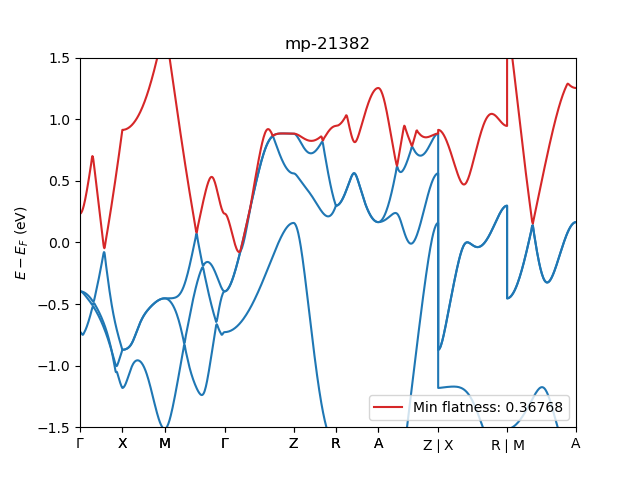 mp-21382
1.5
1.0
0.5
0.0
−0.5
−1.0
−1.5
E − E_F (eV)
Min flatness: 0.36768
Γ X M Γ Z R A Z | X R | M A